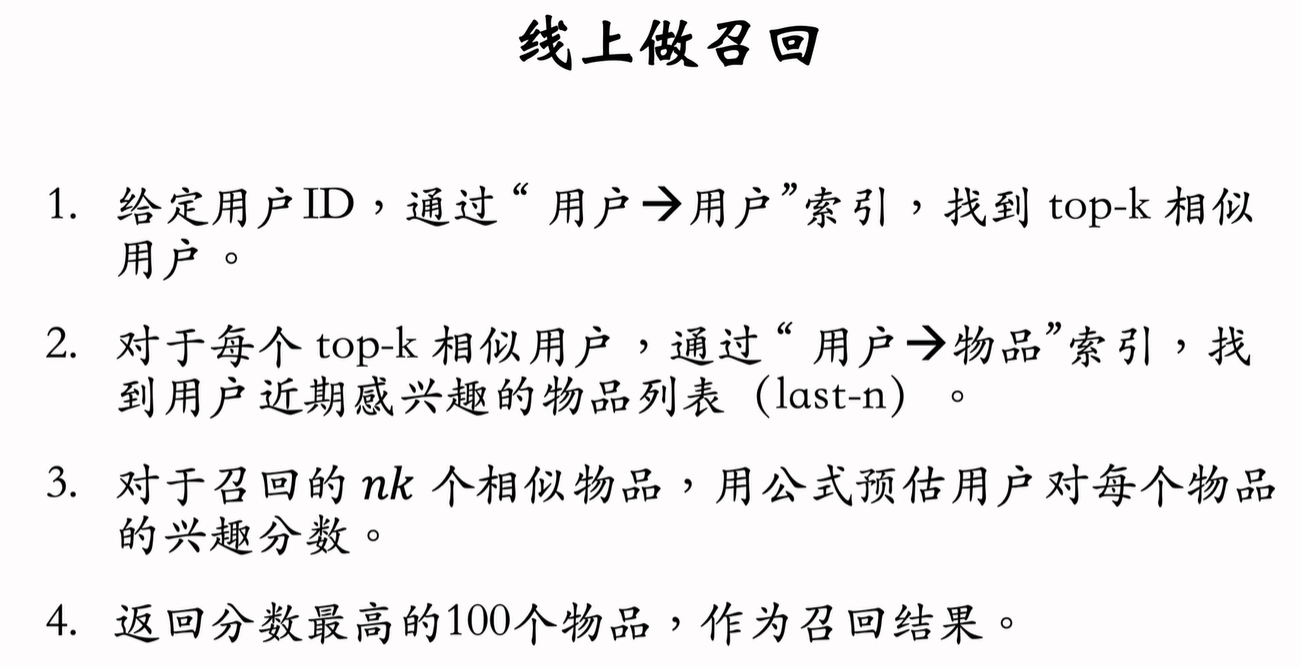 线上做召回
1. 给定用户ID，通过“用户→用户”索引，找到 top-k 相似
用户。
2. 对于每个 top-k 相似用户，通过“用户→物品”索引，找
到用户近期感兴趣的物品列表（last-n）。
3. 对于召回的 nk 个相似物品，用公式预估用户对每个物品
的兴趣分数。
4. 返回分数最高的100个物品，作为召回结果。